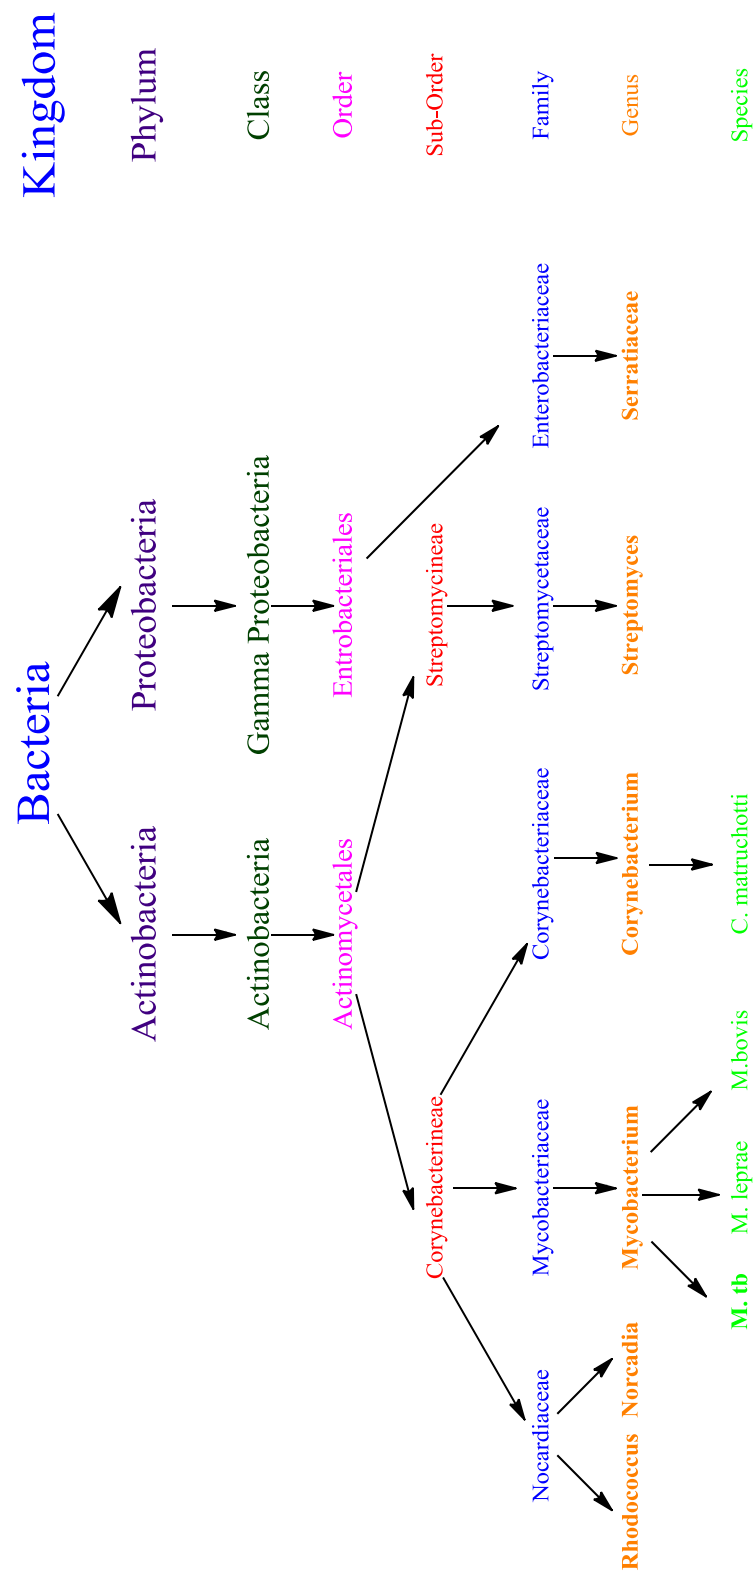 Kingdom
Bacteria
Phylum
Actinobacteria Proteobacteria
Class
Actinobacteria Gamma Proteobacteria
Order
Actinomycetales Entrobacteriales
Sub-Order
Corynebacterineae Streptomycineae
Family
Nocardiaceae Mycobacteriaceae Corynebacteriaceae Streptomycetaceae Enterobacteriaceae
Genus
Rhodococcus Norcadia Mycobacterium Corynebacterium Streptomyces Serratiaceae
Species
M. tb M. leprae M.bovis C. matruchotti